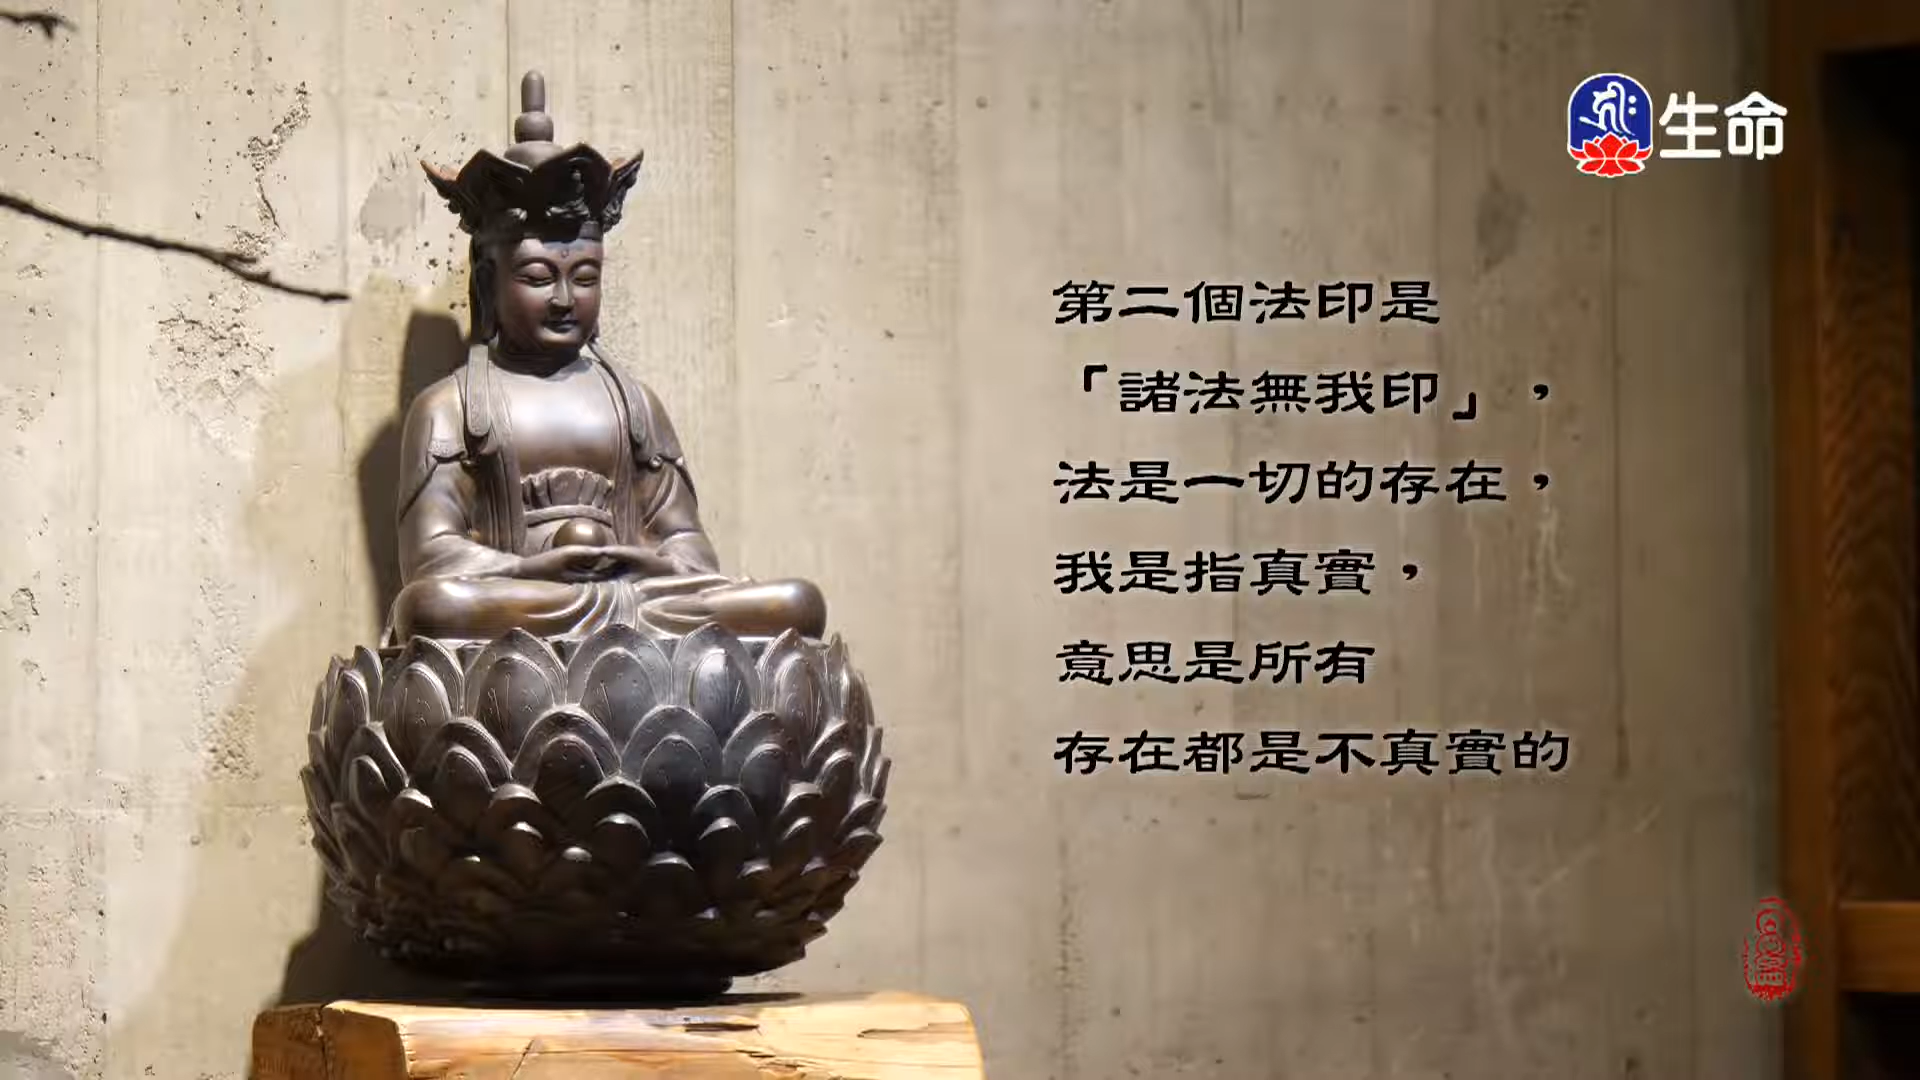 生命
第二個法印是
「諸法無我印」，
法是一切的存在，
我是指真實，
意思是所有
存在都是不真實的